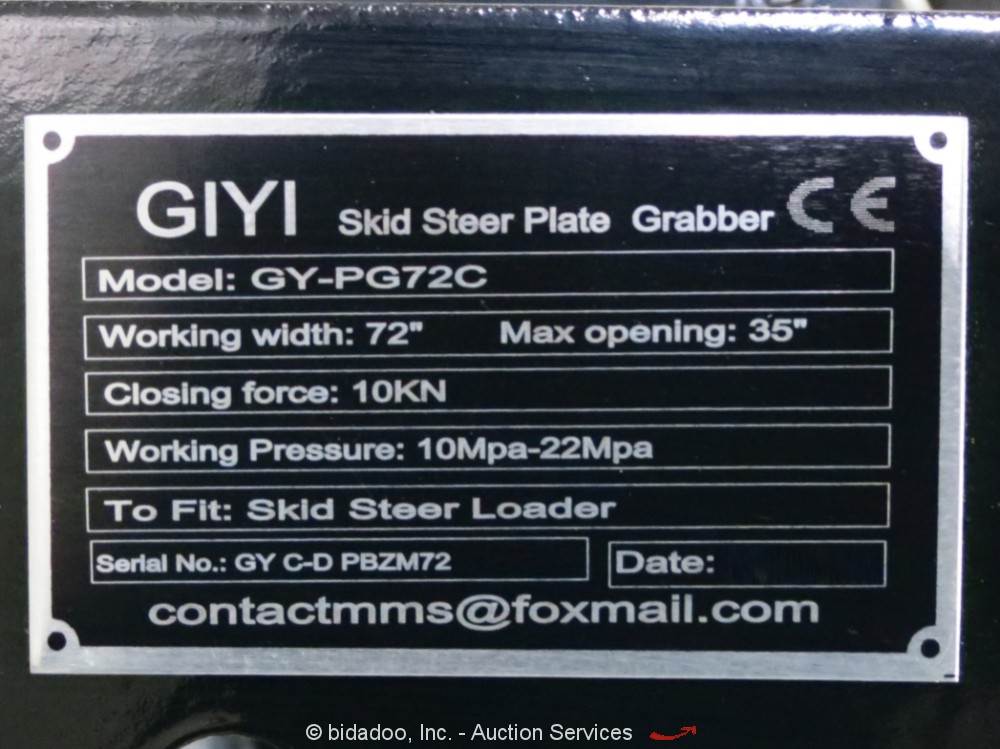 GIYI Skid Steer Plate Grabber CE
Model: GY-PG72C
Working width: 72" Max opening: 35"
Closing force: 10KN
Working Pressure: 10Mpa-22Mpa
To Fit: Skid Steer Loader
Serial No.: GY C-D PBZM72 Date:
contactmms@foxmail.com
© bidadoo, Inc. - Auction Services